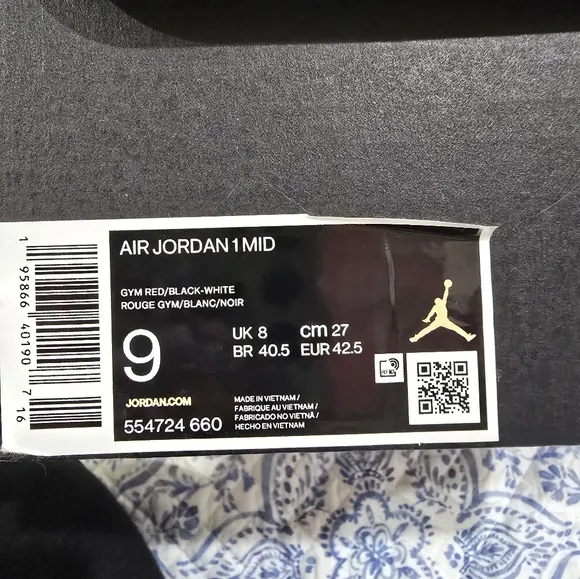 AIR JORDAN 1 MID
GYM RED/BLACK-WHITE
ROUGE GYM/BLANC/NOIR
9
UK 8 cm 27
BR 40.5 EUR 42.5
JORDAN.COM
554724 660
MADE IN VIETNAM /
FABRIQUE AU VIETNAM /
FABRICADO NO VIETNÃ /
HECHO EN VIETNAM
1 95866 40190 7 16